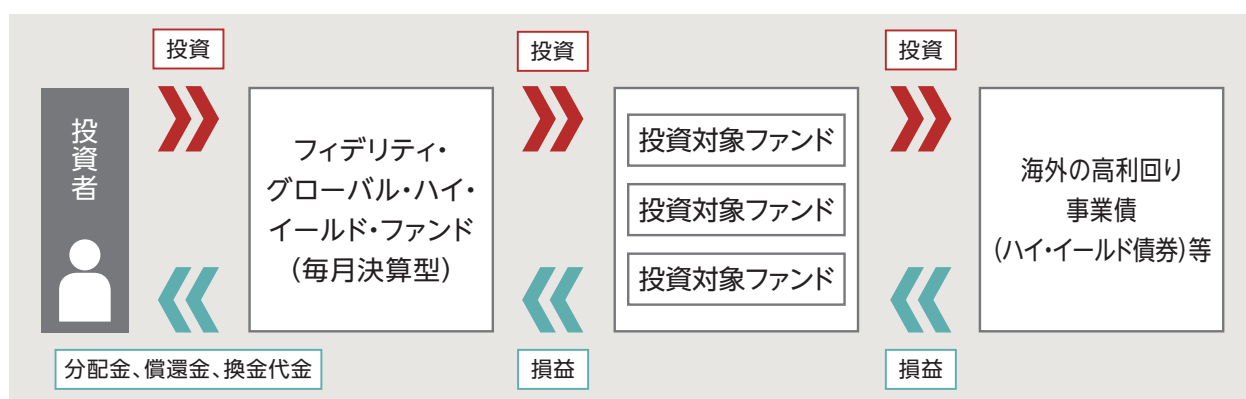 投資
投資
投資
投資者
フィデリティ・
グローバル・ハイ・
イールド・ファンド
(毎月決算型)
投資対象ファンド
投資対象ファンド
投資対象ファンド
海外の高利回り
事業債
(ハイ・イールド債券)等
分配金、償還金、換金代金
損益
損益